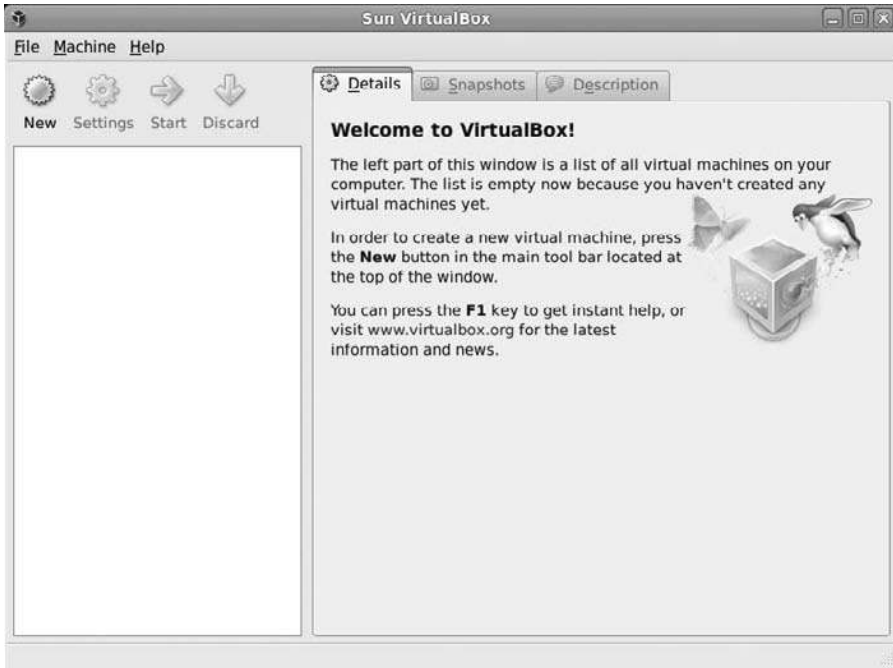 Sun VirtualBox
File Machine Help
New Settings Start Discard
Details Snapshots Description
Welcome to VirtualBox!
The left part of this window is a list of all virtual machines on your
computer. The list is empty now because you haven't created any
virtual machines yet.
In order to create a new virtual machine, press
the New button in the main tool bar located at
the top of the window.
You can press the F1 key to get instant help, or
visit www.virtualbox.org for the latest
information and news.